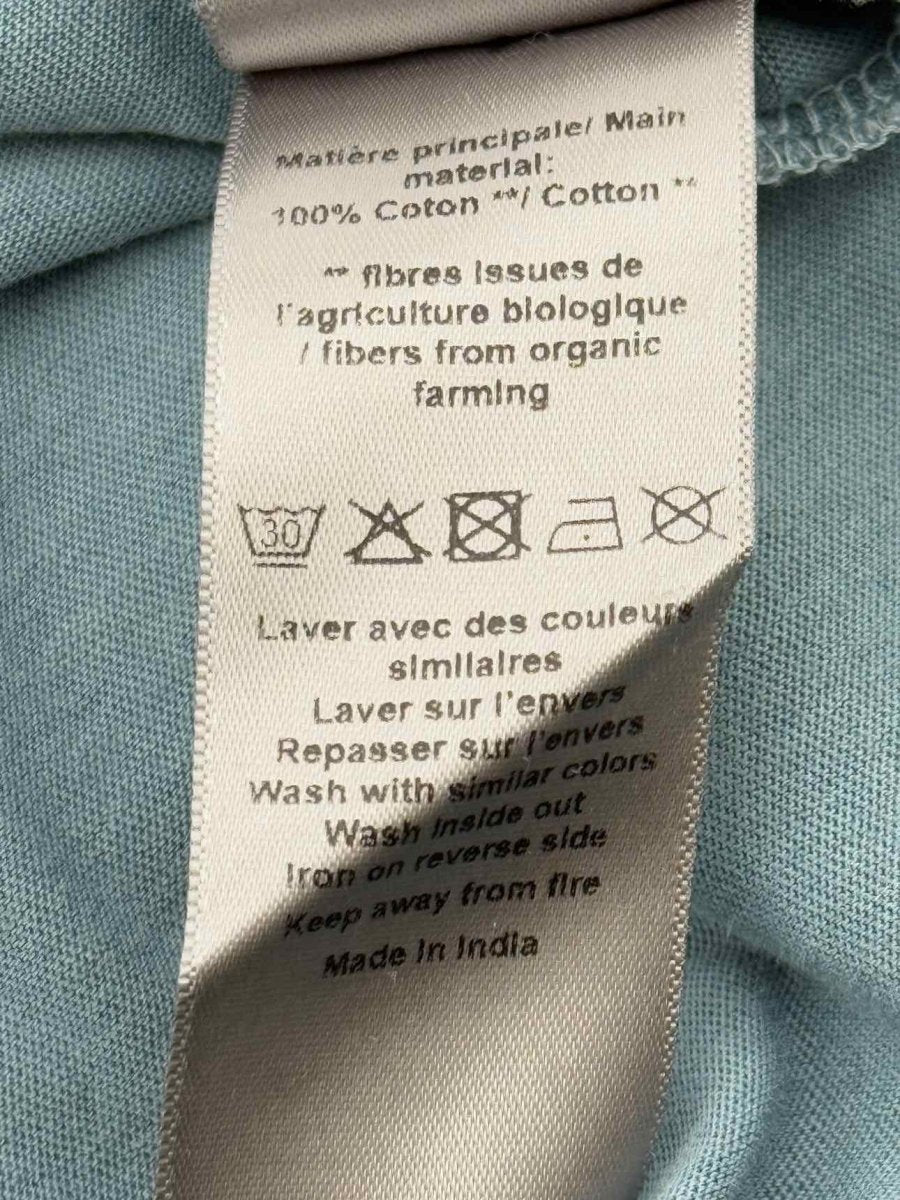 Matière principale/ Main
material:
100% Coton **/ Cotton **
** fibres issues de
l'agriculture biologique
/ fibers from organic
farming
30
Laver avec des couleurs
similaires
Laver sur l'envers
Repasser sur l'envers
Wash with similar colors
Wash inside out
Iron on reverse side
Keep away from fire
Made in India